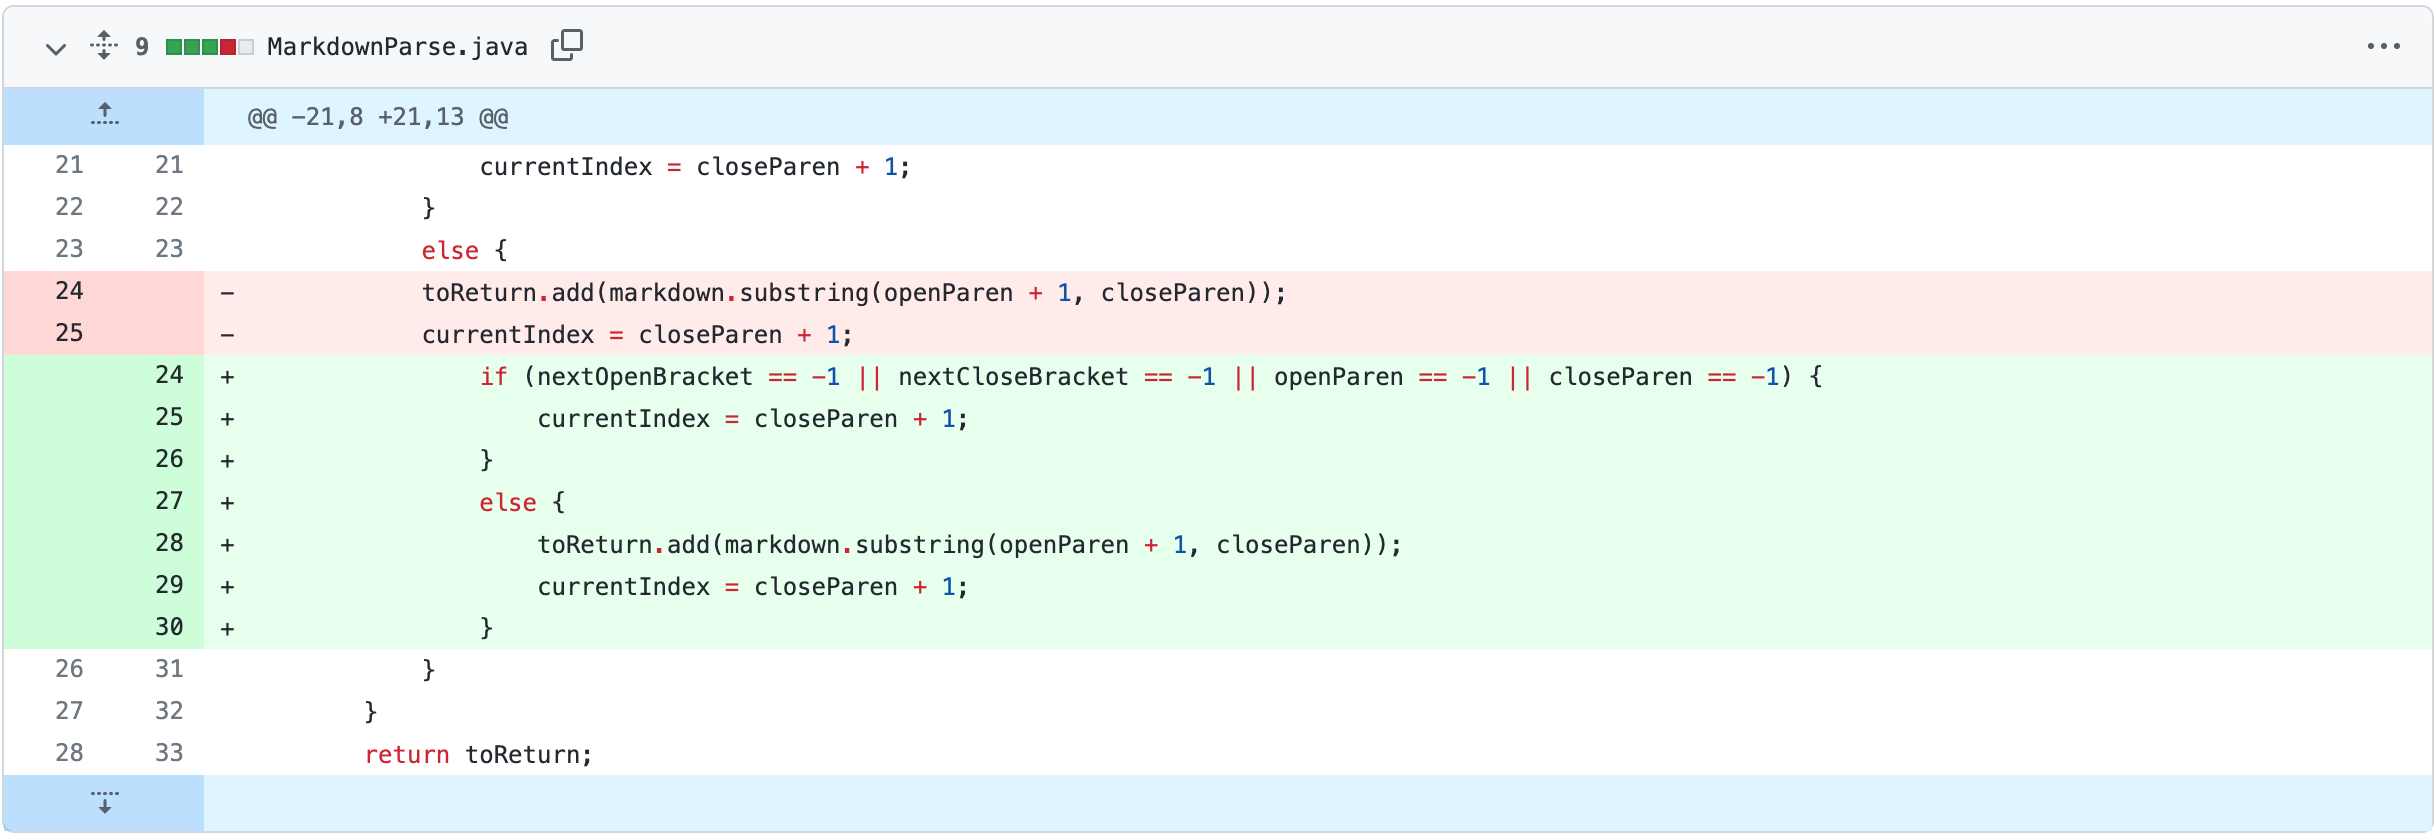 9 MarkdownParse.java
@@ -21,8 +21,13 @@
21 21 currentIndex = closeParen + 1;
22 22 }
23 23 else {
24 - toReturn.add(markdown.substring(openParen + 1, closeParen));
25 - currentIndex = closeParen + 1;
24 + if (nextOpenBracket == -1 || nextCloseBracket == -1 || openParen == -1 || closeParen == -1) {
25 + currentIndex = closeParen + 1;
26 + }
27 + else {
28 + toReturn.add(markdown.substring(openParen + 1, closeParen));
29 + currentIndex = closeParen + 1;
30 + }
26 31 }
27 32 }
28 33 return toReturn;